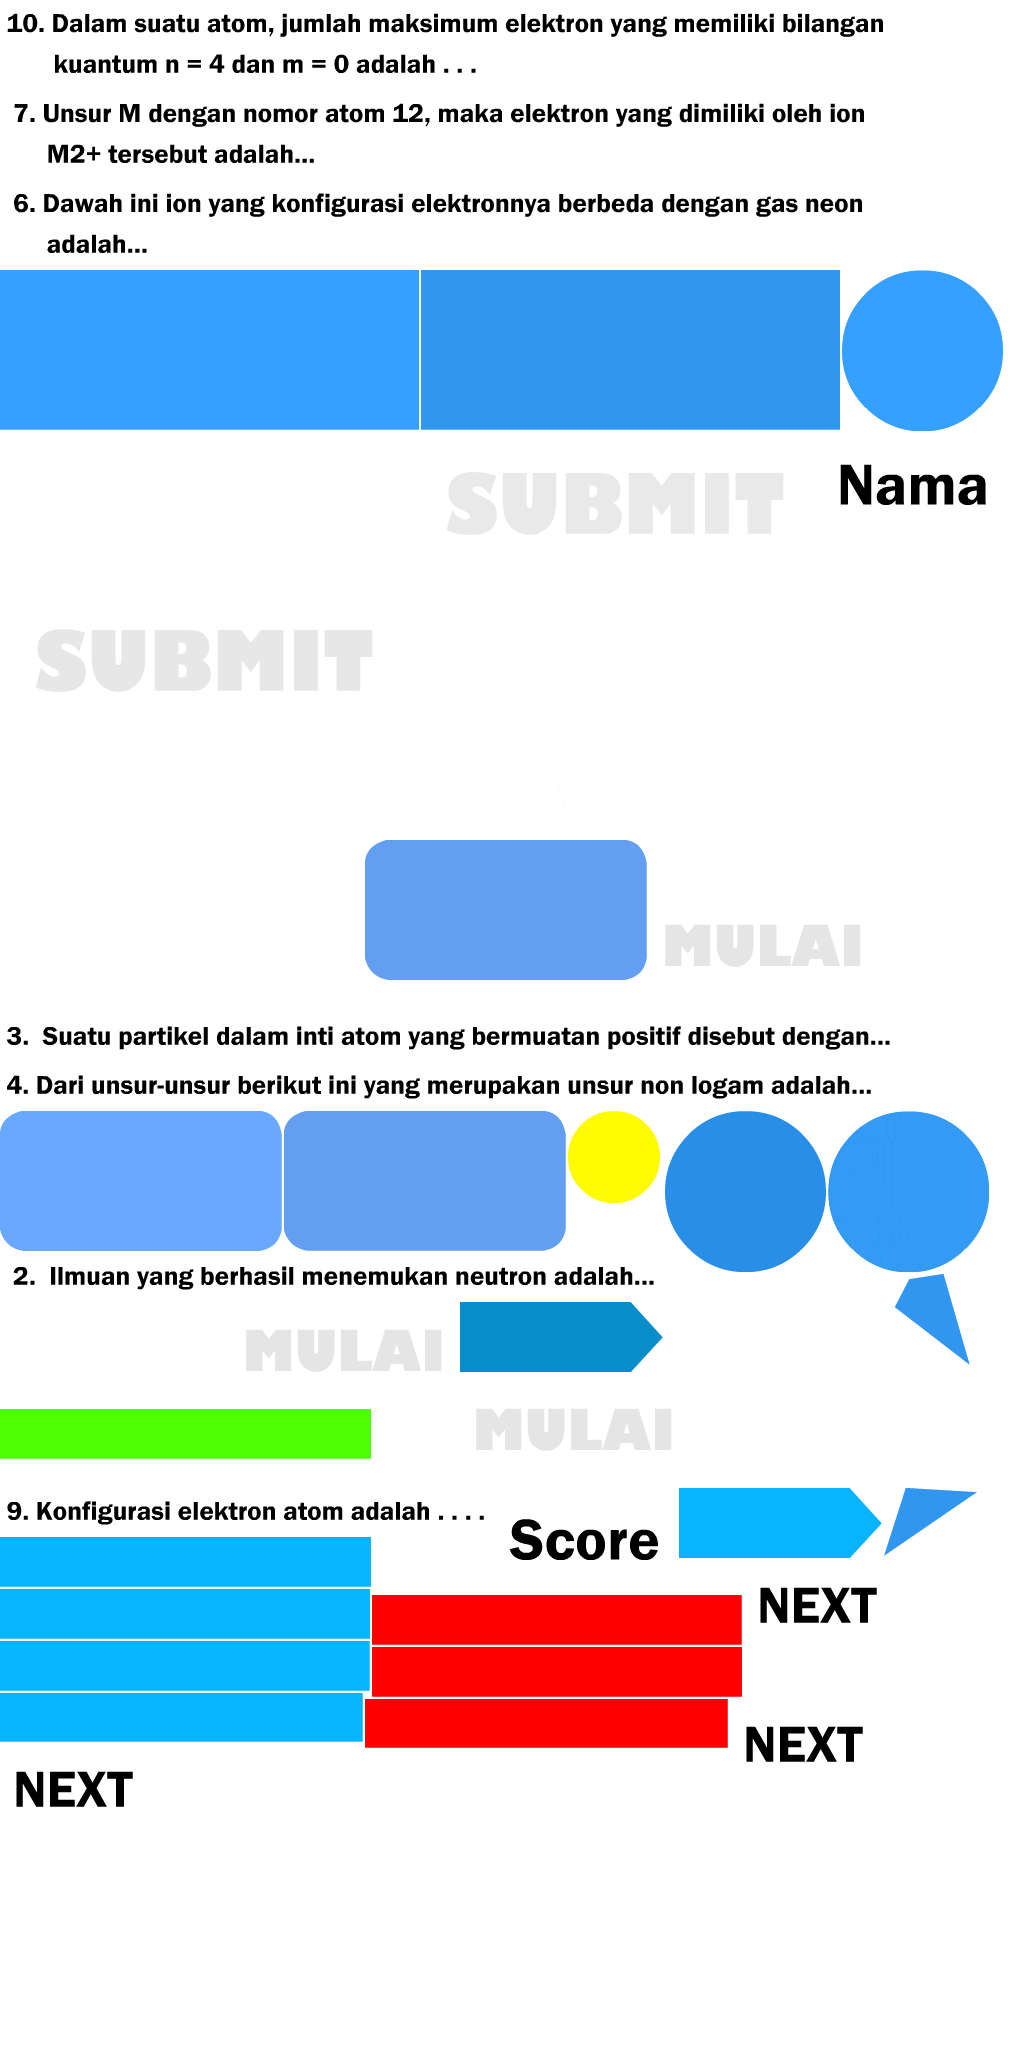 10. Dalam suatu atom, jumlah maksimum elektron yang memiliki bilangan
kuantum n = 4 dan m = 0 adalah . . .
7. Unsur M dengan nomor atom 12, maka elektron yang dimiliki oleh ion
M2+ tersebut adalah...
6. Dawah ini ion yang konfigurasi elektronnya berbeda dengan gas neon
adalah...
SUBMIT
Nama
SUBMIT
MULAI
3. Suatu partikel dalam inti atom yang bermuatan positif disebut dengan...
4. Dari unsur-unsur berikut ini yang merupakan unsur non logam adalah...
2. Ilmuan yang berhasil menemukan neutron adalah...
MULAI
MULAI
9. Konfigurasi elektron atom adalah . . . .
Score
NEXT
NEXT
NEXT